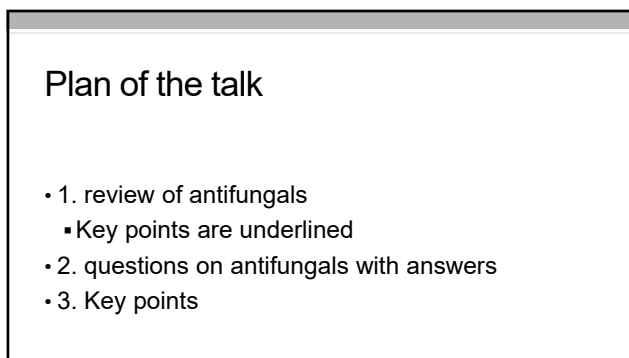 Plan of the talk
• 1. review of antifungals
▪ Key points are underlined
• 2. questions on antifungals with answers
• 3. Key points